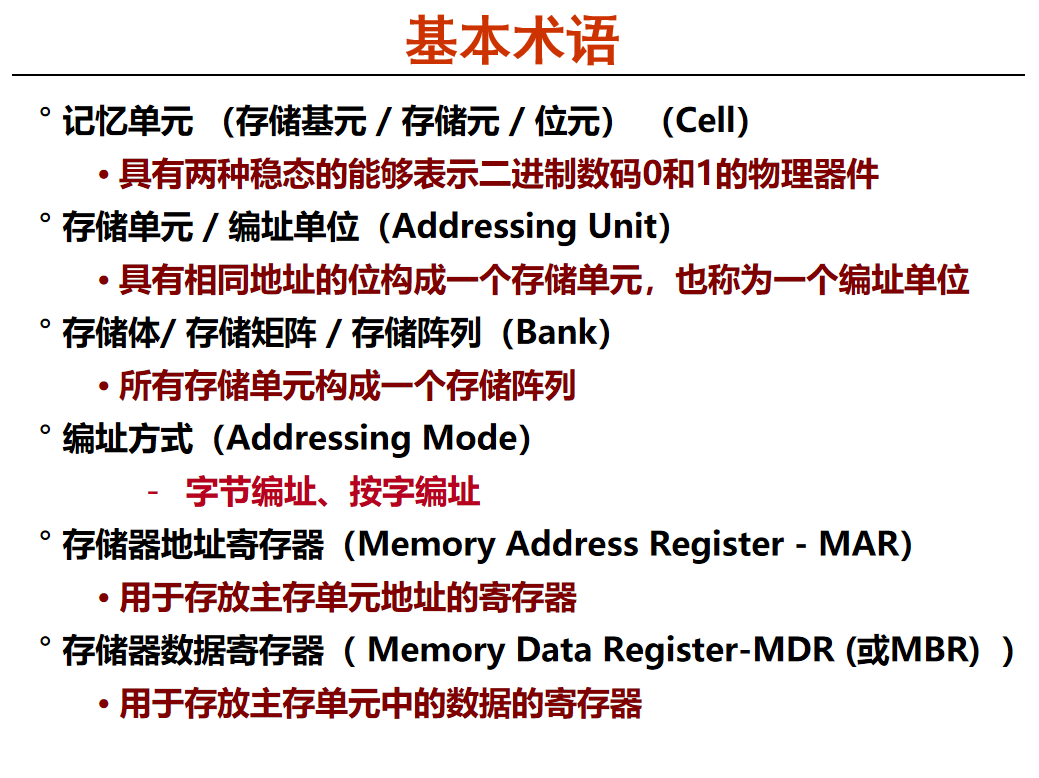 基本术语
° 记忆单元 （存储基元 / 存储元 / 位元） （Cell）
• 具有两种稳态的能够表示二进制数码0和1的物理器件
° 存储单元 / 编址单位（Addressing Unit）
• 具有相同地址的位构成一个存储单元，也称为一个编址单位
° 存储体/ 存储矩阵 / 存储阵列（Bank）
• 所有存储单元构成一个存储阵列
° 编址方式（Addressing Mode）
- 字节编址、按字编址
° 存储器地址寄存器（Memory Address Register - MAR）
• 用于存放主存单元地址的寄存器
° 存储器数据寄存器（ Memory Data Register-MDR (或MBR) ）
• 用于存放主存单元中的数据的寄存器